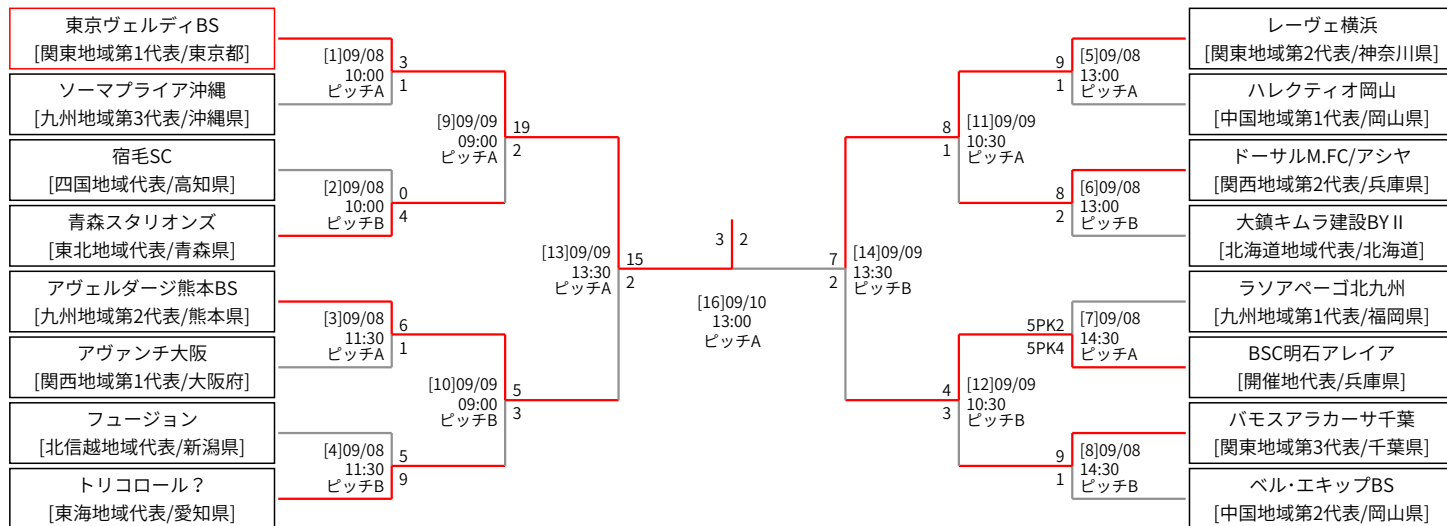 東京ヴェルディBS
[関東地域第1代表/東京都]
ソーマプライア沖縄
[九州地域第3代表/沖縄県]
宿毛SC
[四国地域代表/高知県]
青森スタリオンズ
[東北地域代表/青森県]
アヴェルダージ熊本BS
[九州地域第2代表/熊本県]
アヴァンチ大阪
[関西地域第1代表/大阪府]
フュージョン
[北信越地域代表/新潟県]
トリコロール？
[東海地域代表/愛知県]
[1]09/08
10:00
ピッチA
3
1
[2]09/08
10:00
ピッチB
0
4
[3]09/08
11:30
ピッチA
6
1
[4]09/08
11:30
ピッチB
5
9
[9]09/09
09:00
ピッチA
19
2
[10]09/09
09:00
ピッチB
5
3
[13]09/09
13:30
ピッチA
15
2
3 2
[16]09/10
13:00
ピッチA
7
2
[14]09/09
13:30
ピッチB
8
1
[11]09/09
10:30
ピッチA
4
3
[12]09/09
10:30
ピッチB
9
1
[5]09/08
13:00
ピッチA
8
2
[6]09/08
13:00
ピッチB
5PK2
5PK4
[7]09/08
14:30
ピッチA
9
1
[8]09/08
14:30
ピッチB
レーヴェ横浜
[関東地域第2代表/神奈川県]
ハレクティオ岡山
[中国地域第1代表/岡山県]
ドーサルM.FC/アシヤ
[関西地域第2代表/兵庫県]
大鎮キムラ建設BYⅡ
[北海道地域代表/北海道]
ラソアペーゴ北九州
[九州地域第1代表/福岡県]
BSC明石アレイア
[開催地代表/兵庫県]
バモスアラカーサ千葉
[関東地域第3代表/千葉県]
ベル・エキップBS
[中国地域第2代表/岡山県]